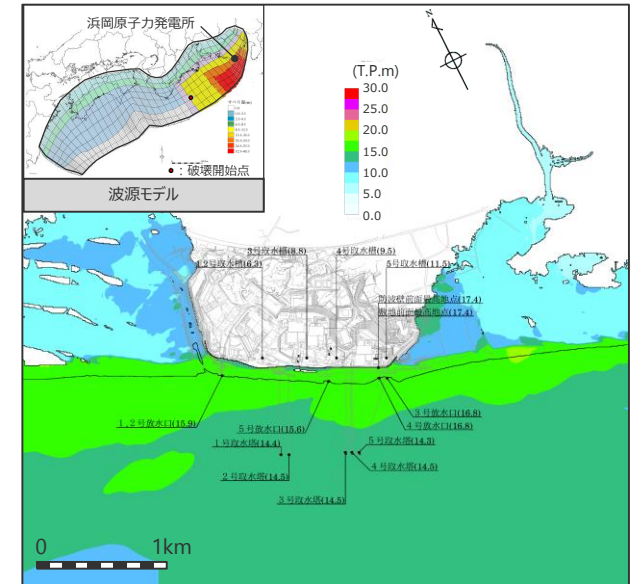 浜岡原子力発電所
すべり量(m)
●:破壊開始点
波源モデル
N
(T.P.m)
30.0
25.0
20.0
15.0
10.0
5.0
0.0
3号取水槽(8.8)
4号取水槽(9.5)
1,2号取水槽(6.3)
5号取水槽(11.5)
防波壁前面最高地点(17.4)
敷地前面最高地点(17.4)
1,2号放水口(15.9)
5号放水口(15.6)
3号放水口(16.8)
4号放水口(16.8)
1号取水塔(14.4)
5号取水塔(14.3)
2号取水塔(14.5)
4号取水塔(14.5)
3号取水塔(14.5)
0 1km